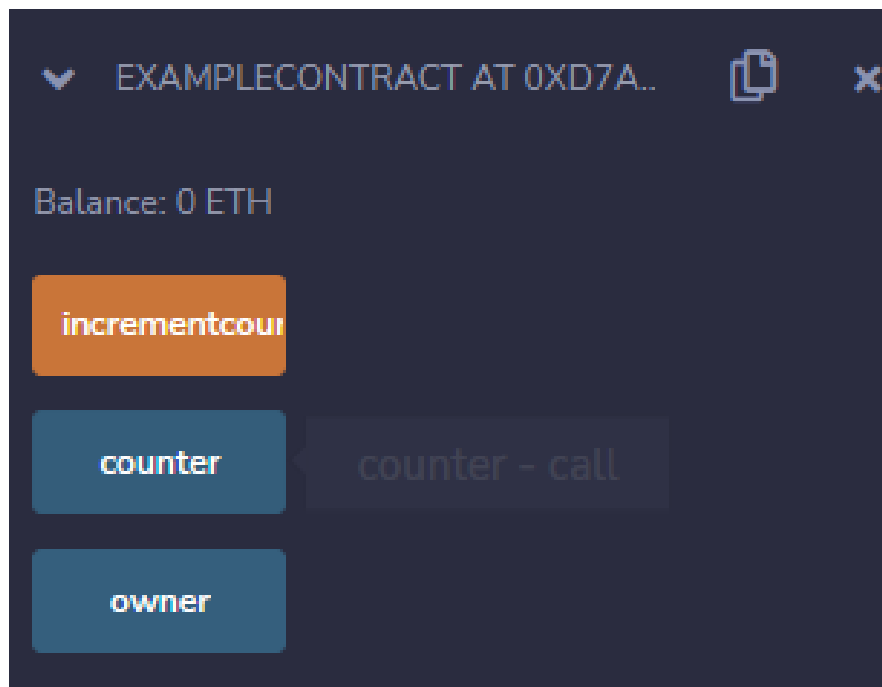 EXAMPLECONTRACT AT 0XD7A...
Balance: 0 ETH
incrementcour
counter
counter - call
owner